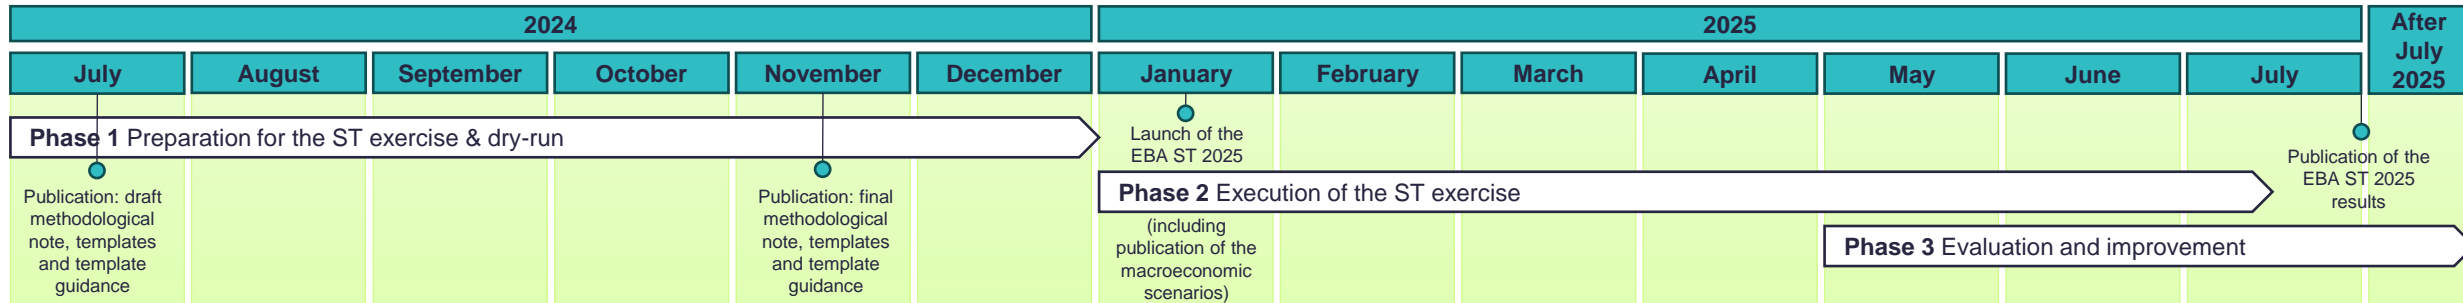 2024
2025
After
July
2025
July
August
September
October
November
December
January
February
March
April
May
June
July
Phase 1 Preparation for the ST exercise & dry-run
Launch of the
EBA ST 2025
Publication of the
EBA ST 2025
results
Publication: draft
methodological
note, templates
and template
guidance
Publication: final
methodological
note, templates
and template
guidance
Phase 2 Execution of the ST exercise
(including
publication of the
macroeconomic
scenarios)
Phase 3 Evaluation and improvement